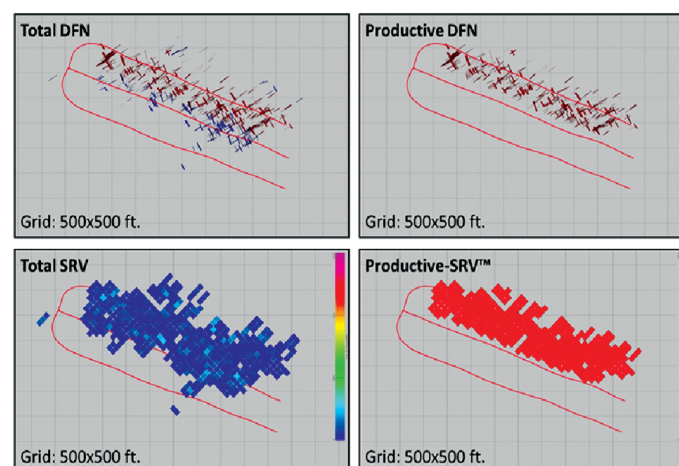 Total DFN
Productive DFN
Grid: 500x500 ft.
Grid: 500x500 ft.
Total SRV
Productive-SRV™
Grid: 500x500 ft.
Grid: 500x500 ft.